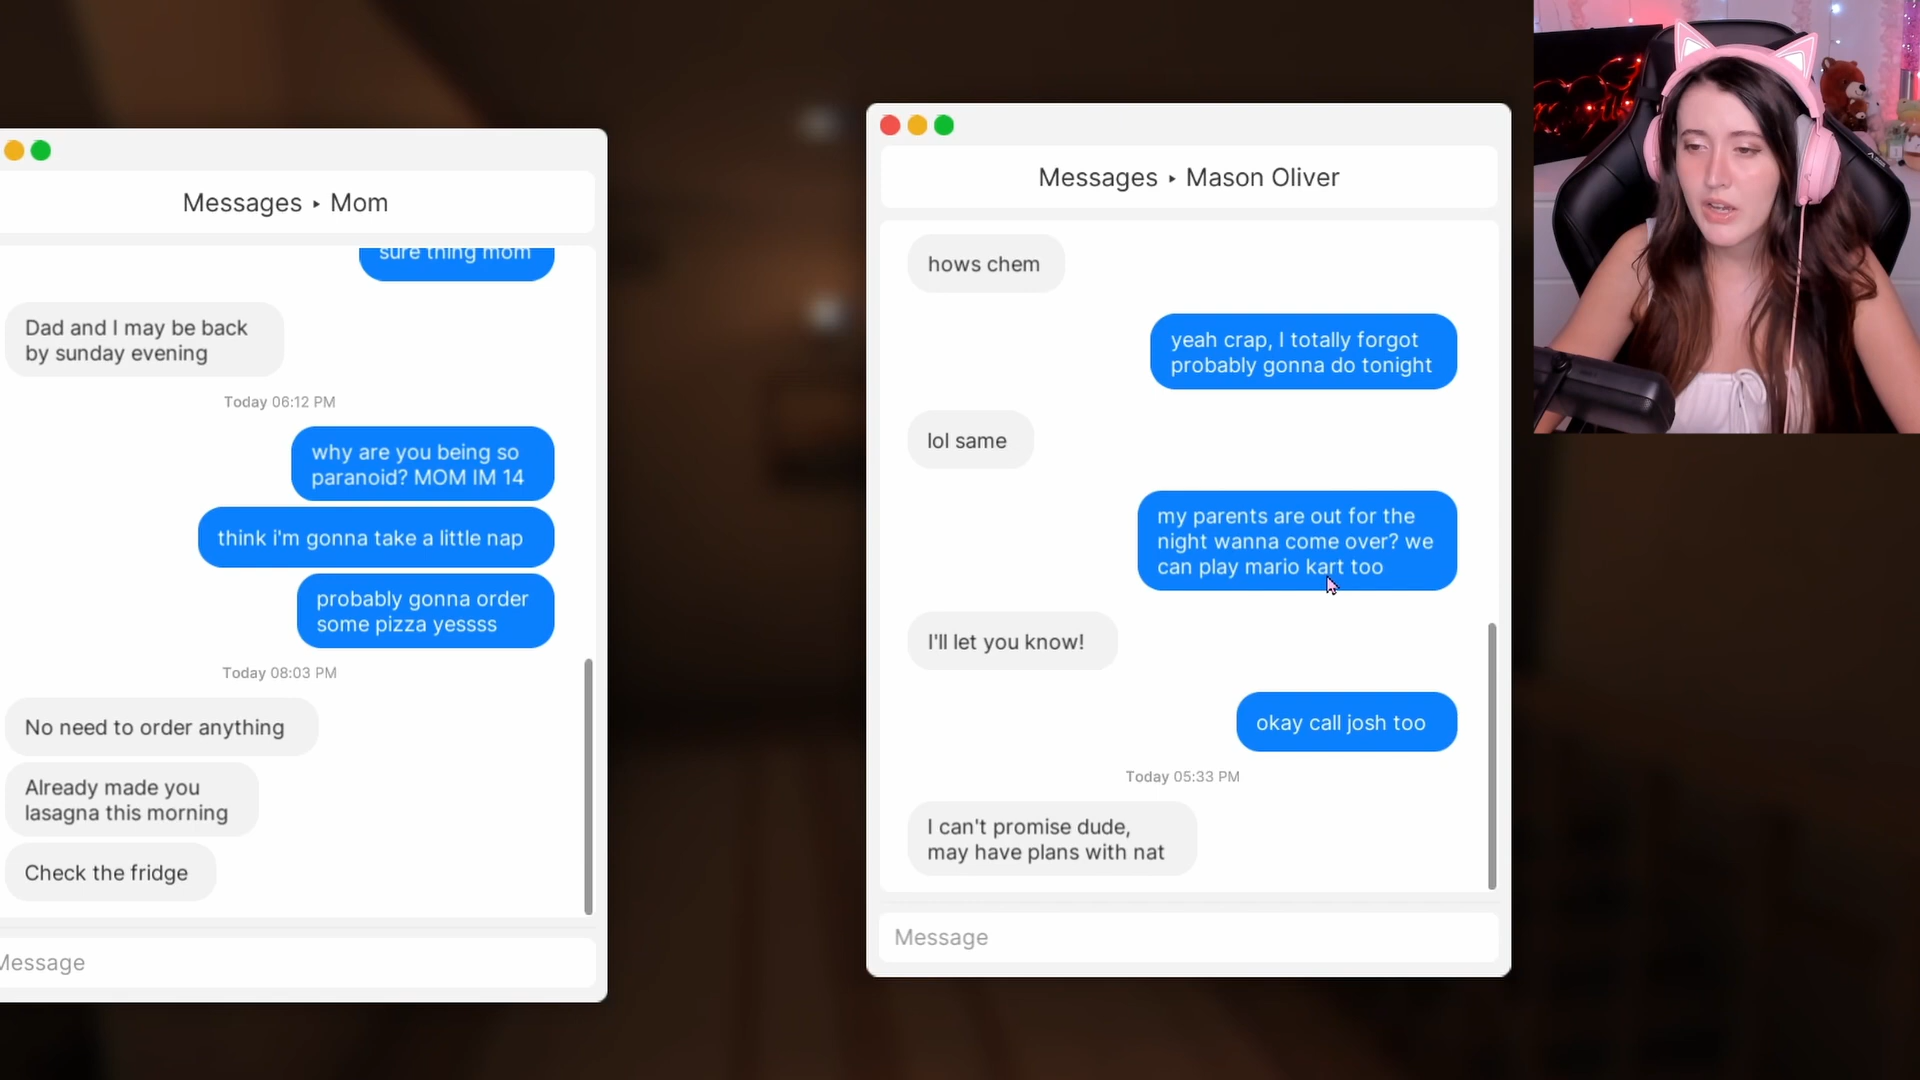 Messages ▸ Mom
sure thing mom
Dad and I may be back
by sunday evening
Today 06:12 PM
why are you being so
paranoid? MOM IM 14
think i'm gonna take a little nap
probably gonna order
some pizza yessss
Today 08:03 PM
No need to order anything
Already made you
lasagna this morning
Check the fridge
Message
Messages ▸ Mason Oliver
hows chem
yeah crap, I totally forgot
probably gonna do tonight
lol same
my parents are out for the
night wanna come over? we
can play mario kart too
I'll let you know!
okay call josh too
Today 05:33 PM
I can't promise dude,
may have plans with nat
Message